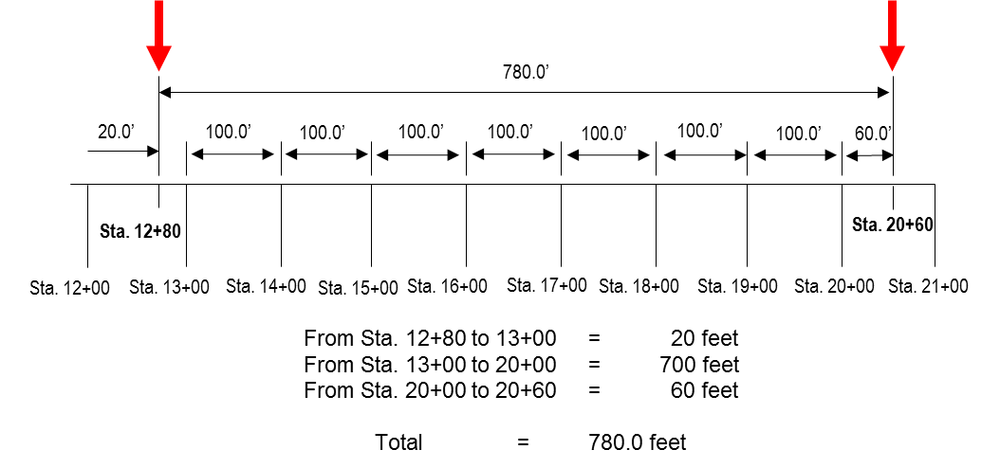 780.0’
20.0’ 100.0’ 100.0’ 100.0’ 100.0’ 100.0’ 100.0’ 100.0’ 60.0’
Sta. 12+80 Sta. 20+60
Sta. 12+00 Sta. 13+00 Sta. 14+00 Sta. 15+00 Sta. 16+00 Sta. 17+00 Sta. 18+00 Sta. 19+00 Sta. 20+00 Sta. 21+00
From Sta. 12+80 to 13+00 = 20 feet
From Sta. 13+00 to 20+00 = 700 feet
From Sta. 20+00 to 20+60 = 60 feet
Total = 780.0 feet